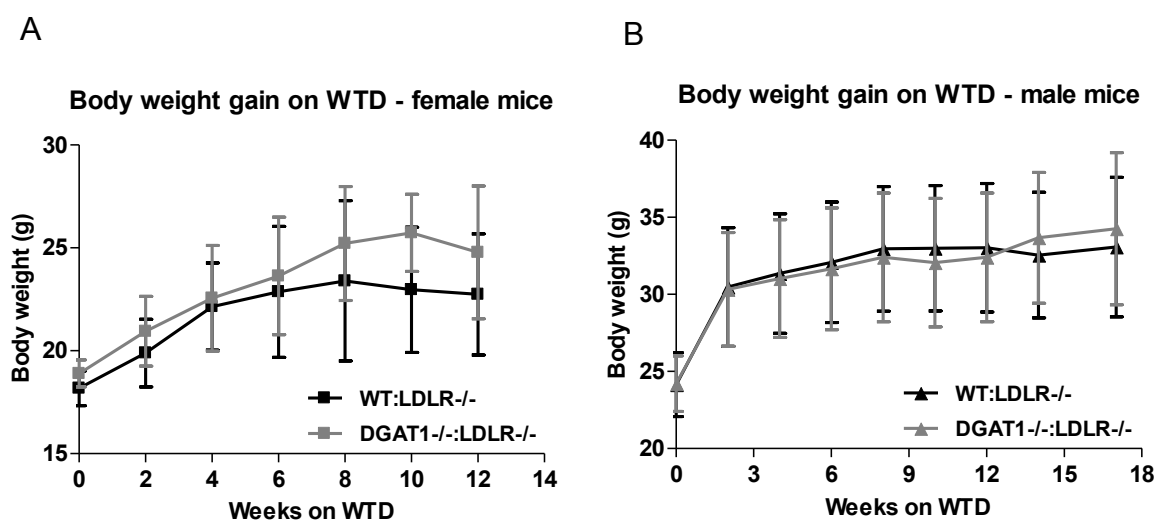 A
Body weight gain on WTD - female mice
Body weight (g)
30
25
20
15
0 2 4 6 8 10 12 14
Weeks on WTD
WT:LDLR-/-
DGAT1-/-:LDLR-/-
B
Body weight gain on WTD - male mice
Body weight (g)
40
35
30
25
20
0 3 6 9 12 15 18
Weeks on WTD
WT:LDLR-/-
DGAT1-/-:LDLR-/-